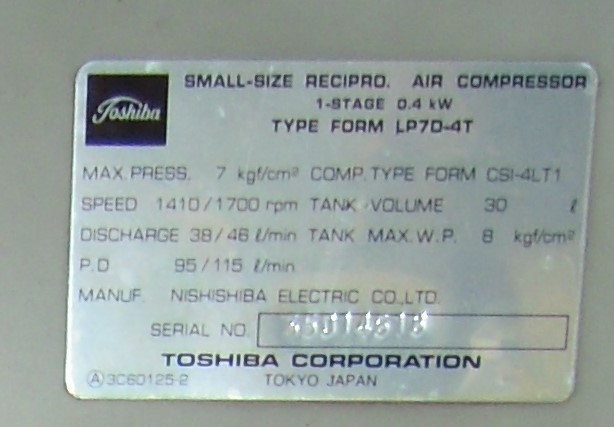 Toshiba
SMALL-SIZE RECIPRO. AIR COMPRESSOR
1-STAGE 0.4 kW
TYPE FORM LP7D-4T
MAX. PRESS. 7 kgf/cm² COMP. TYPE FORM CSI-4LT1
SPEED 1410/1700 rpm TANK VOLUME 30 ℓ
DISCHARGE 38/46 ℓ/min TANK MAX. W.P. 8 kgf/cm²
P.D 95/115 ℓ/min
MANUF. NISHISHIBA ELECTRIC CO.,LTD.
SERIAL NO.
TOSHIBA CORPORATION
Ⓐ3C60125-2 TOKYO JAPAN